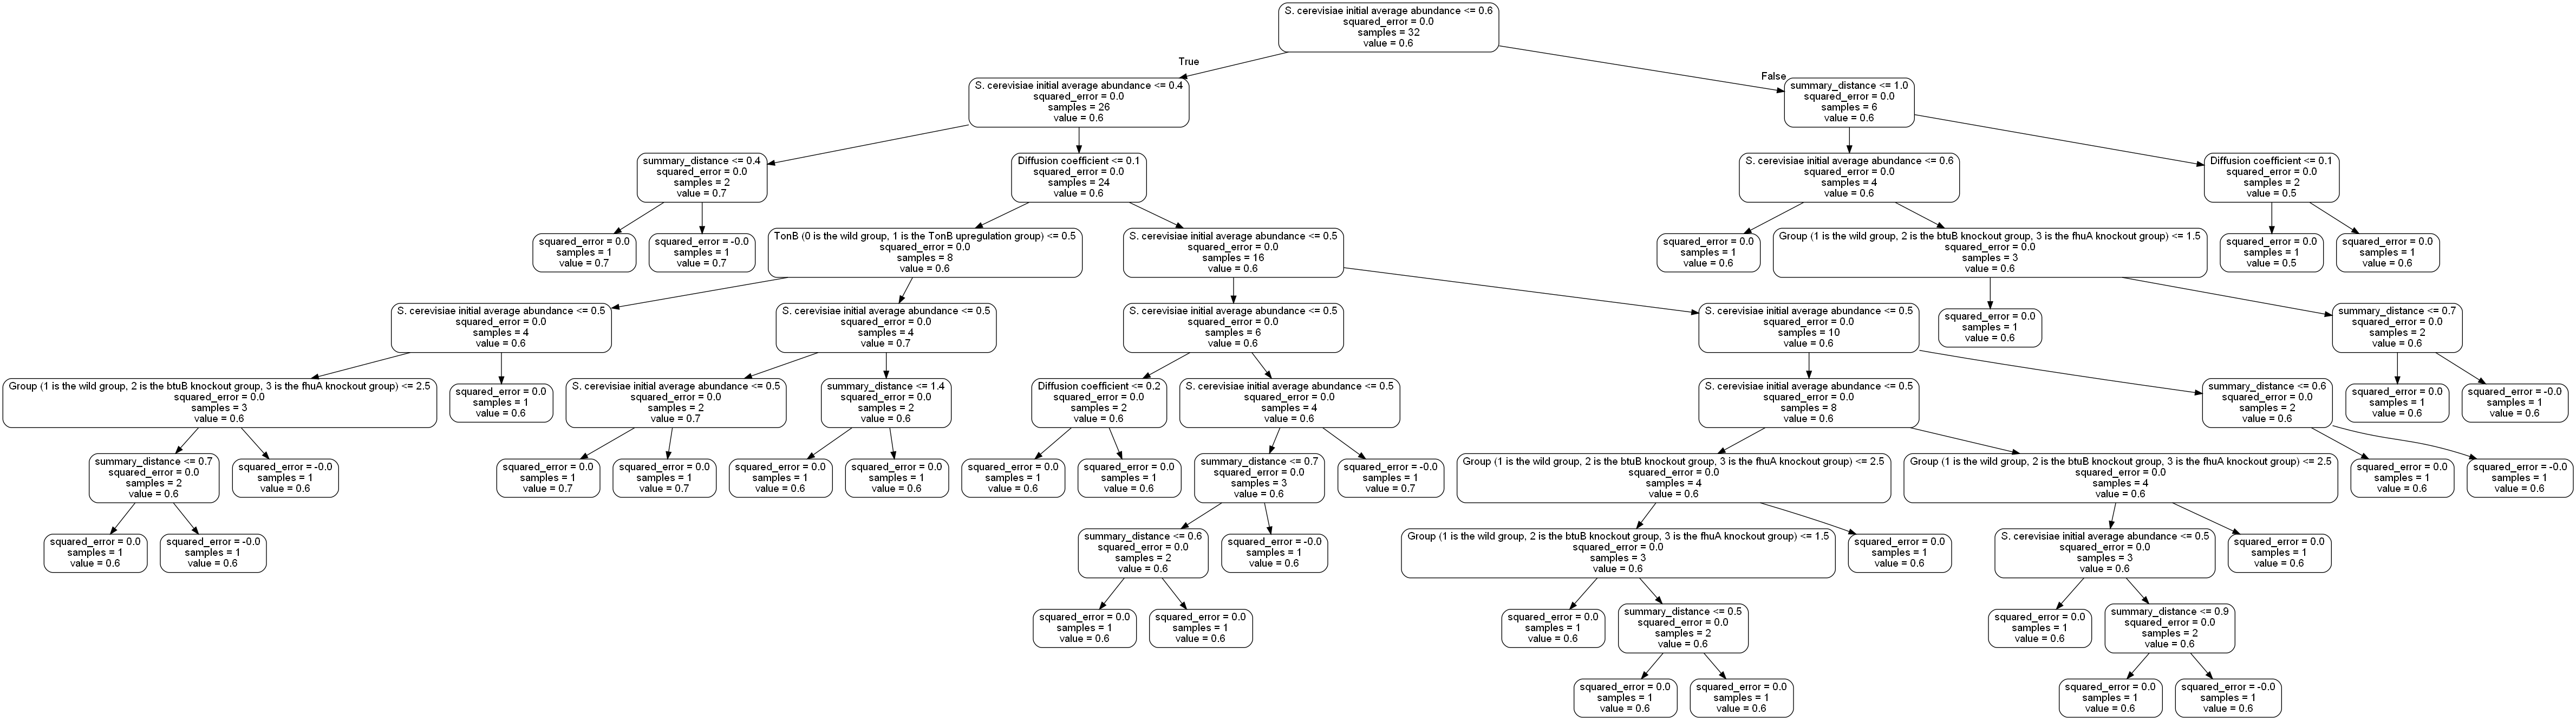 S. cerevisiae initial average abundance <= 0.6
squared_error = 0.0
samples = 32
value = 0.6
True
False
S. cerevisiae initial average abundance <= 0.4
squared_error = 0.0
samples = 26
value = 0.6
summary_distance <= 1.0
squared_error = 0.0
samples = 6
value = 0.6
summary_distance <= 0.4
squared_error = 0.0
samples = 2
value = 0.7
Diffusion coefficient <= 0.1
squared_error = 0.0
samples = 24
value = 0.6
S. cerevisiae initial average abundance <= 0.6
squared_error = 0.0
samples = 4
value = 0.6
Diffusion coefficient <= 0.1
squared_error = 0.0
samples = 2
value = 0.5
squared_error = 0.0
samples = 1
value = 0.7
squared_error = -0.0
samples = 1
value = 0.7
TonB (0 is the wild group, 1 is the TonB upregulation group) <= 0.5
squared_error = 0.0
samples = 8
value = 0.6
S. cerevisiae initial average abundance <= 0.5
squared_error = 0.0
samples = 16
value = 0.6
squared_error = 0.0
samples = 1
value = 0.6
Group (1 is the wild group, 2 is the btuB knockout group, 3 is the fhuA knockout group) <= 1.5
squared_error = 0.0
samples = 3
value = 0.6
squared_error = 0.0
samples = 1
value = 0.5
squared_error = 0.0
samples = 1
value = 0.6
S. cerevisiae initial average abundance <= 0.5
squared_error = 0.0
samples = 4
value = 0.6
S. cerevisiae initial average abundance <= 0.5
squared_error = 0.0
samples = 4
value = 0.7
S. cerevisiae initial average abundance <= 0.5
squared_error = 0.0
samples = 6
value = 0.6
S. cerevisiae initial average abundance <= 0.5
squared_error = 0.0
samples = 10
value = 0.6
squared_error = 0.0
samples = 1
value = 0.6
summary_distance <= 0.7
squared_error = 0.0
samples = 2
value = 0.6
Group (1 is the wild group, 2 is the btuB knockout group, 3 is the fhuA knockout group) <= 2.5
squared_error = 0.0
samples = 3
value = 0.6
squared_error = 0.0
samples = 1
value = 0.6
S. cerevisiae initial average abundance <= 0.5
squared_error = 0.0
samples = 2
value = 0.7
summary_distance <= 1.4
squared_error = 0.0
samples = 2
value = 0.6
Diffusion coefficient <= 0.2
squared_error = 0.0
samples = 2
value = 0.6
S. cerevisiae initial average abundance <= 0.5
squared_error = 0.0
samples = 4
value = 0.6
S. cerevisiae initial average abundance <= 0.5
squared_error = 0.0
samples = 8
value = 0.6
summary_distance <= 0.6
squared_error = 0.0
samples = 2
value = 0.6
squared_error = 0.0
samples = 1
value = 0.6
squared_error = -0.0
samples = 1
value = 0.6
summary_distance <= 0.7
squared_error = 0.0
samples = 2
value = 0.6
squared_error = -0.0
samples = 1
value = 0.6
squared_error = 0.0
samples = 1
value = 0.7
squared_error = 0.0
samples = 1
value = 0.7
squared_error = 0.0
samples = 1
value = 0.6
squared_error = 0.0
samples = 1
value = 0.6
squared_error = 0.0
samples = 1
value = 0.6
squared_error = 0.0
samples = 1
value = 0.6
summary_distance <= 0.7
squared_error = 0.0
samples = 3
value = 0.6
squared_error = -0.0
samples = 1
value = 0.7
Group (1 is the wild group, 2 is the btuB knockout group, 3 is the fhuA knockout group) <= 2.5
squared_error = 0.0
samples = 4
value = 0.6
Group (1 is the wild group, 2 is the btuB knockout group, 3 is the fhuA knockout group) <= 2.5
squared_error = 0.0
samples = 4
value = 0.6
squared_error = 0.0
samples = 1
value = 0.6
squared_error = -0.0
samples = 1
value = 0.6
squared_error = 0.0
samples = 1
value = 0.6
squared_error = -0.0
samples = 1
value = 0.6
summary_distance <= 0.6
squared_error = 0.0
samples = 2
value = 0.6
squared_error = -0.0
samples = 1
value = 0.6
Group (1 is the wild group, 2 is the btuB knockout group, 3 is the fhuA knockout group) <= 1.5
squared_error = 0.0
samples = 3
value = 0.6
squared_error = 0.0
samples = 1
value = 0.6
S. cerevisiae initial average abundance <= 0.5
squared_error = 0.0
samples = 3
value = 0.6
squared_error = 0.0
samples = 1
value = 0.6
squared_error = 0.0
samples = 1
value = 0.6
squared_error = 0.0
samples = 1
value = 0.6
squared_error = 0.0
samples = 1
value = 0.6
summary_distance <= 0.5
squared_error = 0.0
samples = 2
value = 0.6
squared_error = 0.0
samples = 1
value = 0.6
summary_distance <= 0.9
squared_error = 0.0
samples = 2
value = 0.6
squared_error = 0.0
samples = 1
value = 0.6
squared_error = 0.0
samples = 1
value = 0.6
squared_error = 0.0
samples = 1
value = 0.6
squared_error = -0.0
samples = 1
value = 0.6